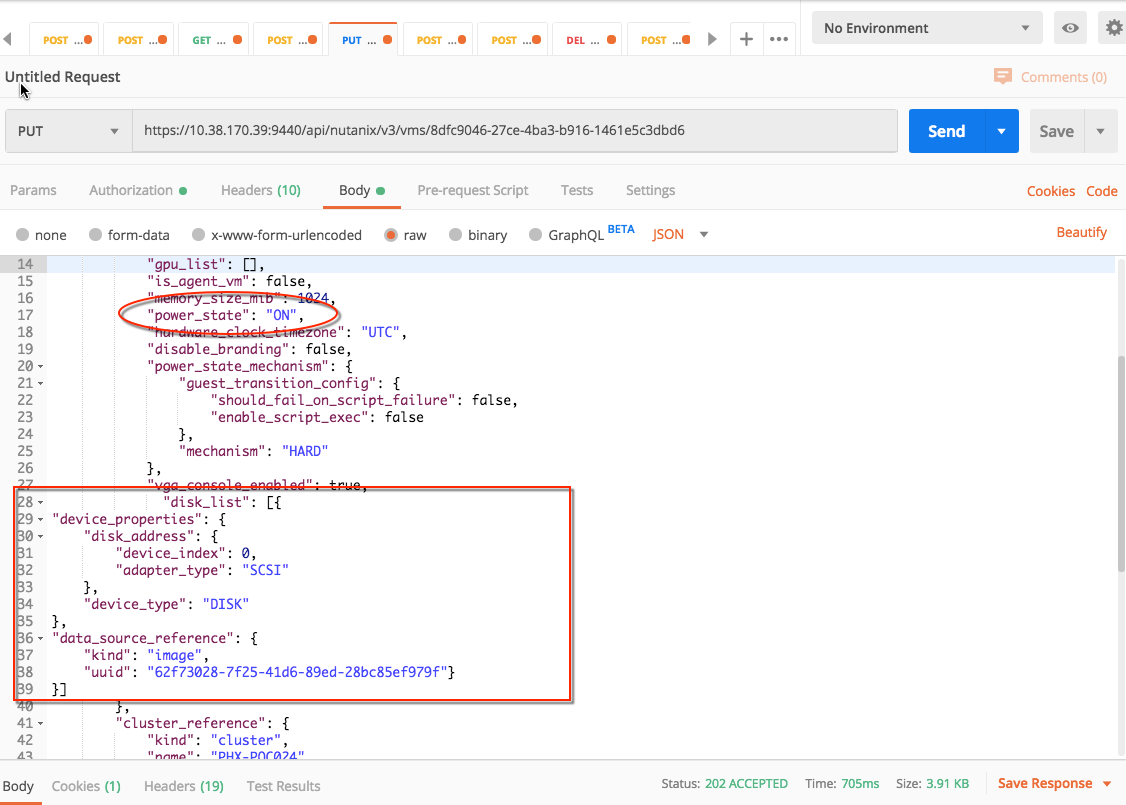 POST ... POST ... GET ... POST ... PUT ... POST ... POST ... DEL ... POST ... + ••• No Environment
Untitled Request Comments (0)
PUT https://10.38.170.39:9440/api/nutanix/v3/vms/8dfc9046-27ce-4ba3-b916-1461e5c3dbd6 Send Save
Params Authorization Headers (10) Body Pre-request Script Tests Settings Cookies Code
none form-data x-www-form-urlencoded raw binary GraphQL BETA JSON Beautify
14 "gpu_list": [],
15 "is_agent_vm": false,
16 "memory_size_mib": 1024,
17 "power_state": "ON",
18 "hardware_clock_timezone": "UTC",
19 "disable_branding": false,
20 "power_state_mechanism": {
21 "guest_transition_config": {
22 "should_fail_on_script_failure": false,
23 "enable_script_exec": false
24 },
25 "mechanism": "HARD"
26 },
27 "vga_console_enabled": true,
28 "disk_list": [{
29 "device_properties": {
30 "disk_address": {
31 "device_index": 0,
32 "adapter_type": "SCSI"
33 },
34 "device_type": "DISK"
35 },
36 "data_source_reference": {
37 "kind": "image",
38 "uuid": "62f73028-7f25-41d6-89ed-28bc85ef979f"}
39 }]
40 },
41 "cluster_reference": {
42 "kind": "cluster",
43 "name": "PHX-POC024"
Body Cookies (1) Headers (19) Test Results Status: 202 ACCEPTED Time: 705ms Size: 3.91 KB Save Response